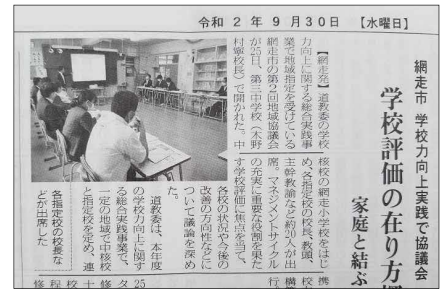 令和2年9月30日 【水曜日】
網走市 学校力向上実践で協議会
学校評価の在り方
家庭と結ぶ
【網走発】道教委の学校
力向上に関する総合実践事
業で地域指定を受けている
網走市の第2回地域協議会
が25日、第三中学校(木野
村寧校長)で開かれた。中
核校の網走小学校をはじ
め、各指定校の校長、教頭、
主幹教諭など約20人が出
席。マネジメントサイクル
の充実に重要な役割を果た
す学校評価に焦点を当て、
各校の状況や今後の
改善の方向性などに
ついて議論を深め
た。
道教委は、本年度
の学校力向上に関す
る総合実践事業で、
一定の地域で中核校
と指定校を定め、連
各指定校の校長な
どが出席した